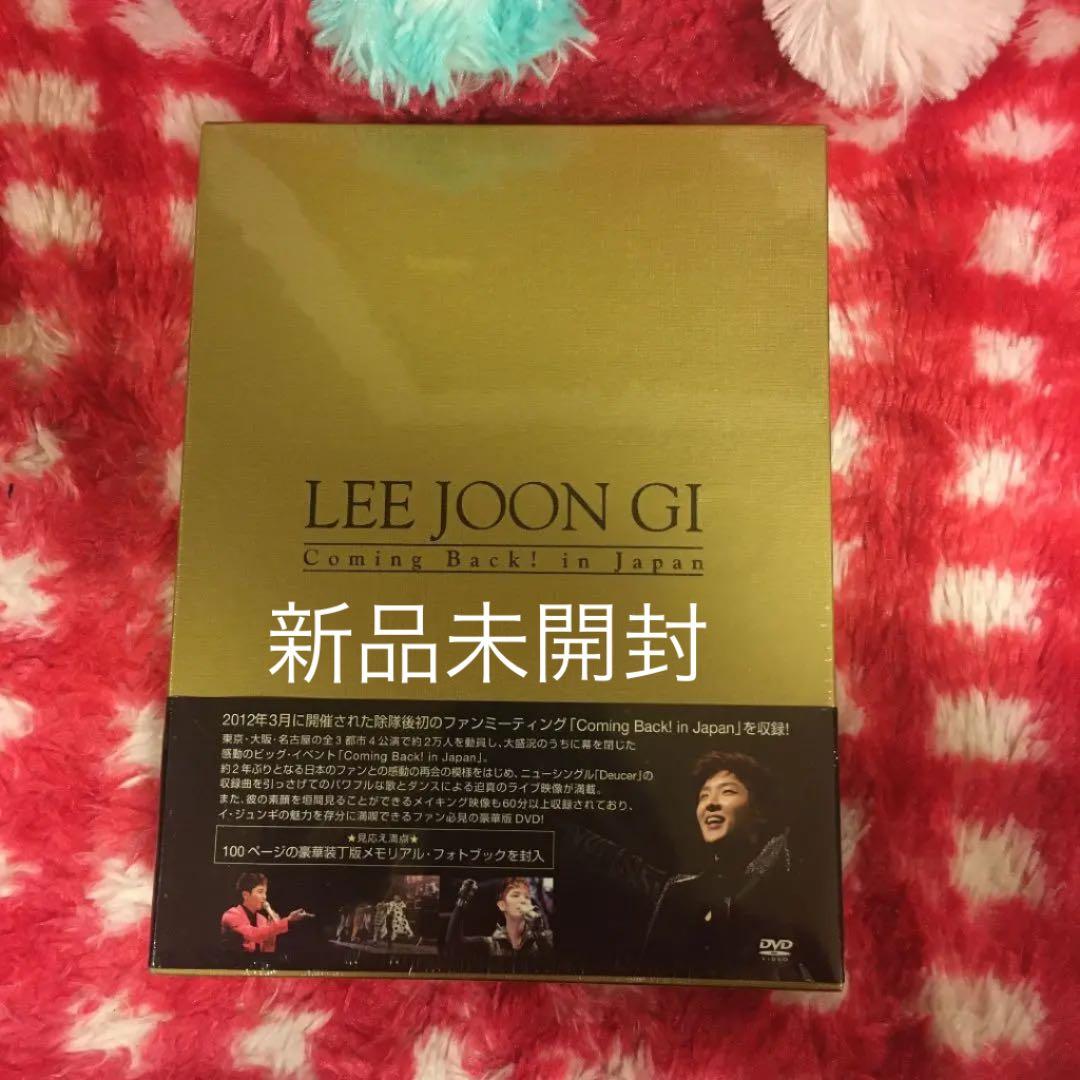 LEE JOON GI
Coming Back! in Japan
新品未開封
2012年3月に開催された除隊後初のファンミーティング「Coming Back! in Japan」を収録!
東京・大阪・名古屋の全3都市4公演で約2万人を動員し、大盛況のうちに幕を閉じた
感動のビッグ・イベント「Coming Back! in Japan」。
約2年ぶりとなる日本のファンとの感動の再会の模様をはじめ、ニューシングル「Deucer」の
収録曲を引っさげてのパワフルな歌とダンスによる迫真のライブ映像が満載。
また、彼の素顔を垣間見ることができるメイキング映像も60分以上収録されており、
イ・ジュンギの魅力を存分に満喫できるファン必見の豪華版DVD!
★見応え満点★
100ページの豪華装丁版メモリアル・フォトブックを封入
DVD
VIDEO